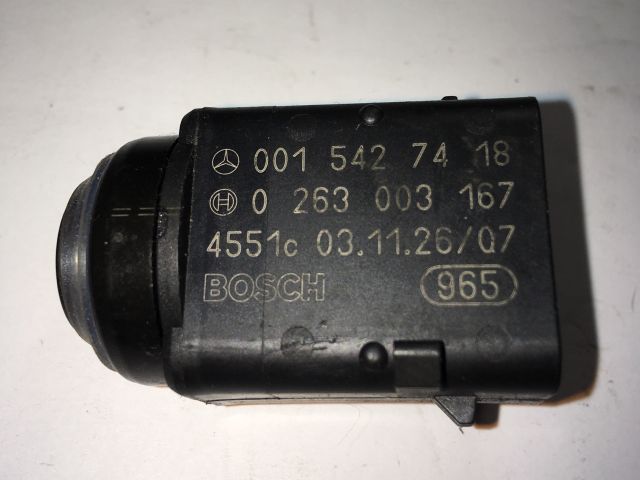 001 542 74 18
0 263 003 167
4551c 03.11.26/07
BOSCH 965